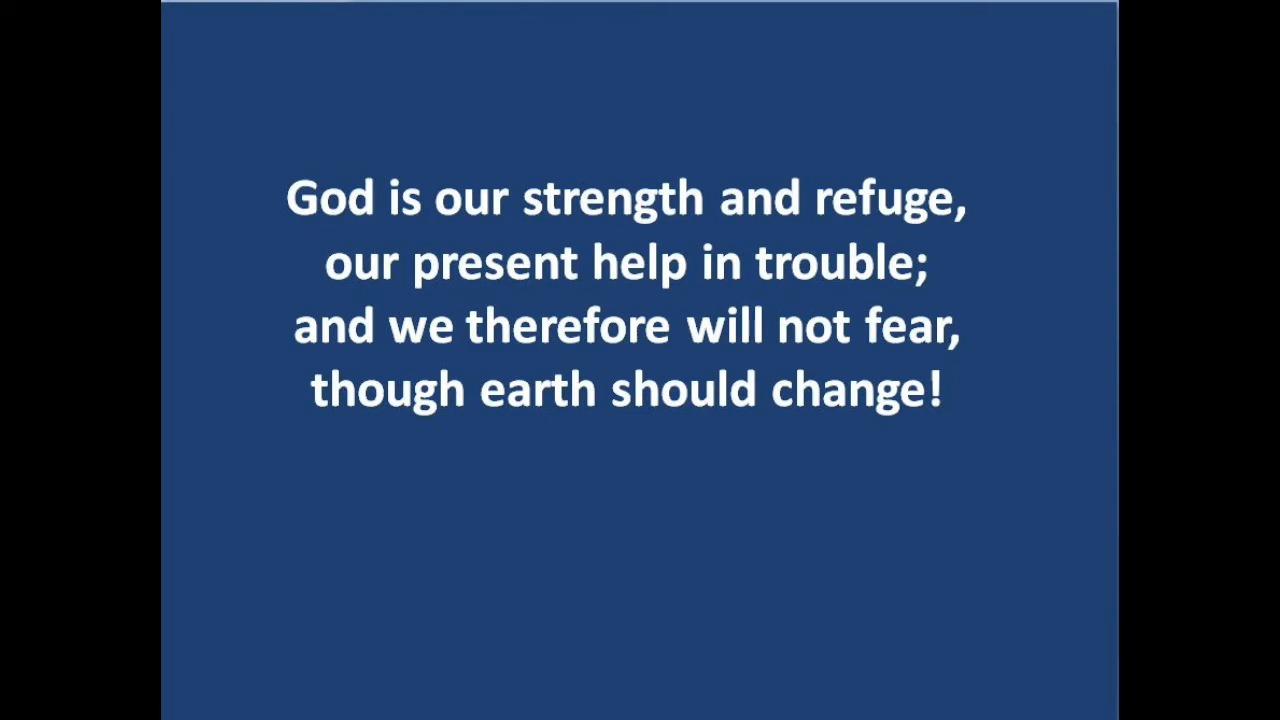 God is our strength and refuge,
our present help in trouble;
and we therefore will not fear,
though earth should change!